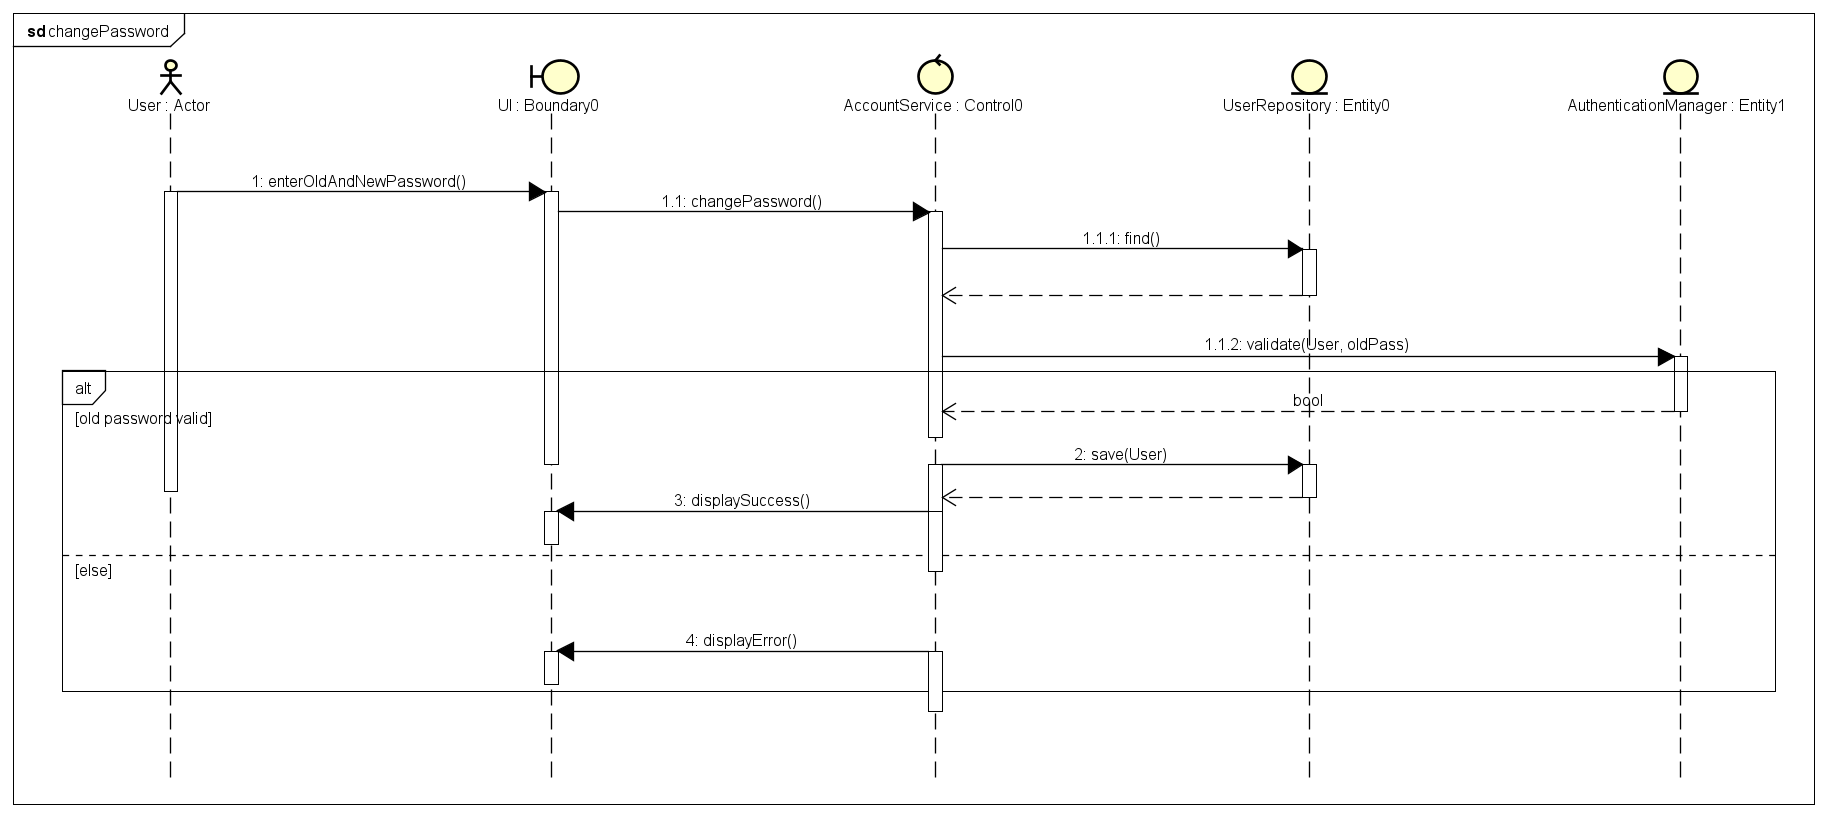 sd changePassword
User : Actor
UI : Boundary0
AccountService : Control0
UserRepository : Entity0
AuthenticationManager : Entity1
1: enterOldAndNewPassword()
1.1: changePassword()
1.1.1: find()
1.1.2: validate(User, oldPass)
alt
bool
[old password valid]
2: save(User)
3: displaySuccess()
[else]
4: displayError()